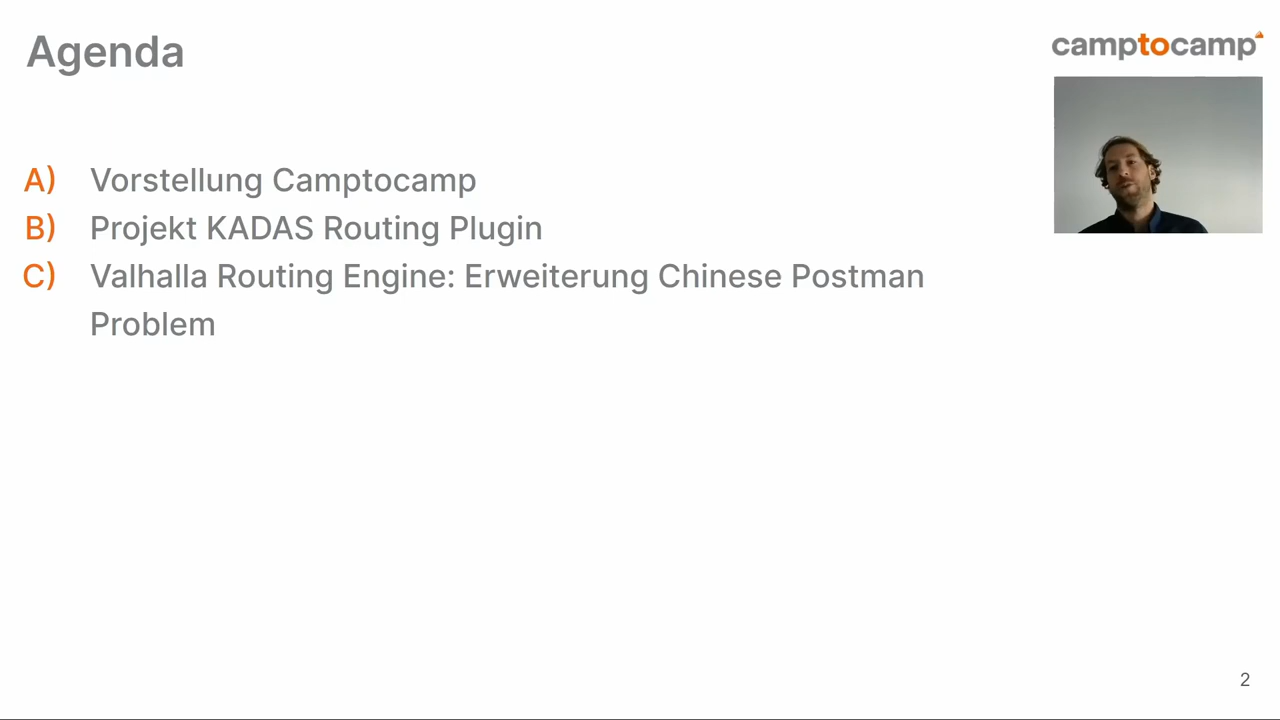 Agenda
camptocamp
A) Vorstellung Camptocamp
B) Projekt KADAS Routing Plugin
C) Valhalla Routing Engine: Erweiterung Chinese Postman
Problem
2